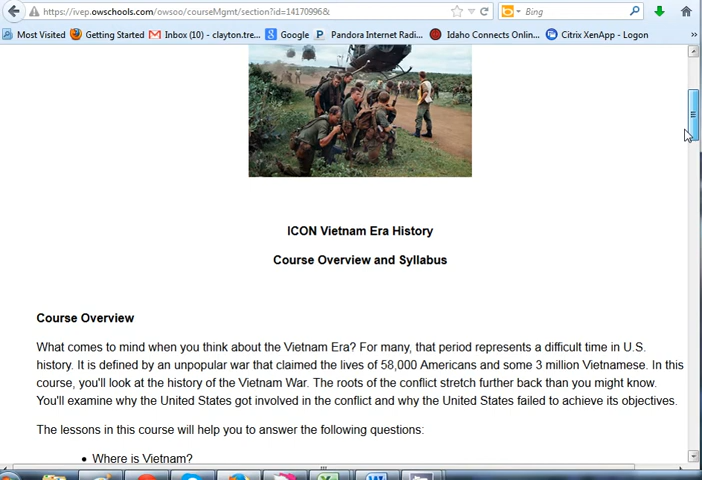 https://ivep.owschools.com/owsoo/courseMgmt/section?id=14170996&
Bing
Most Visited Getting Started Inbox (10) - clayton.tre... Google Pandora Internet Radi... Idaho Connects Onlin... Citrix XenApp - Logon
ICON Vietnam Era History
Course Overview and Syllabus
Course Overview
What comes to mind when you think about the Vietnam Era? For many, that period represents a difficult time in U.S.
history. It is defined by an unpopular war that claimed the lives of 58,000 Americans and some 3 million Vietnamese. In this
course, you'll look at the history of the Vietnam War. The roots of the conflict stretch further back than you might know.
You'll examine why the United States got involved in the conflict and why the United States failed to achieve its objectives.
The lessons in this course will help you to answer the following questions:
• Where is Vietnam?